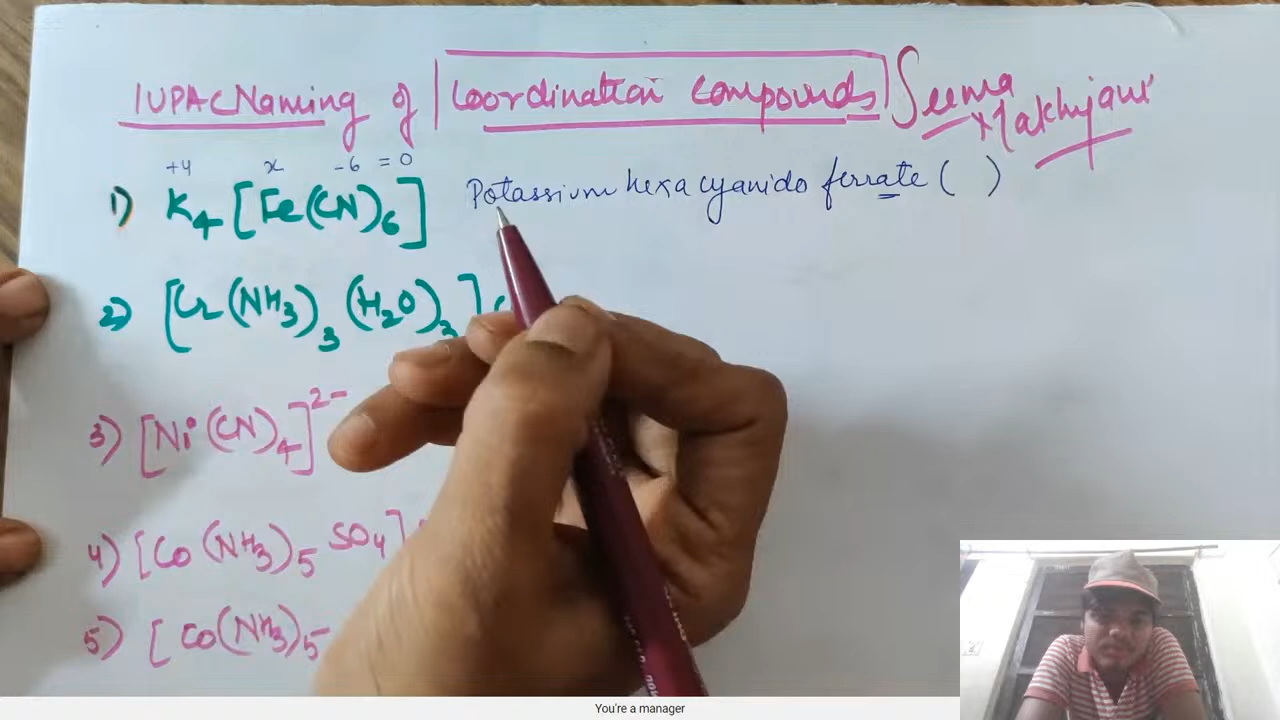 IUPAC Naming of Coordination Compounds Seema Makhijani
+4 x -6 = 0
1) K4[Fe(CN)6] Potassium hexacyanido ferrate ( )
2) [Cr(NH3)3(H2O)3]
3) [Ni(CN)4]2-
4) [Co(NH3)5 SO4]
5) [Co(NH3)5
You're a manager